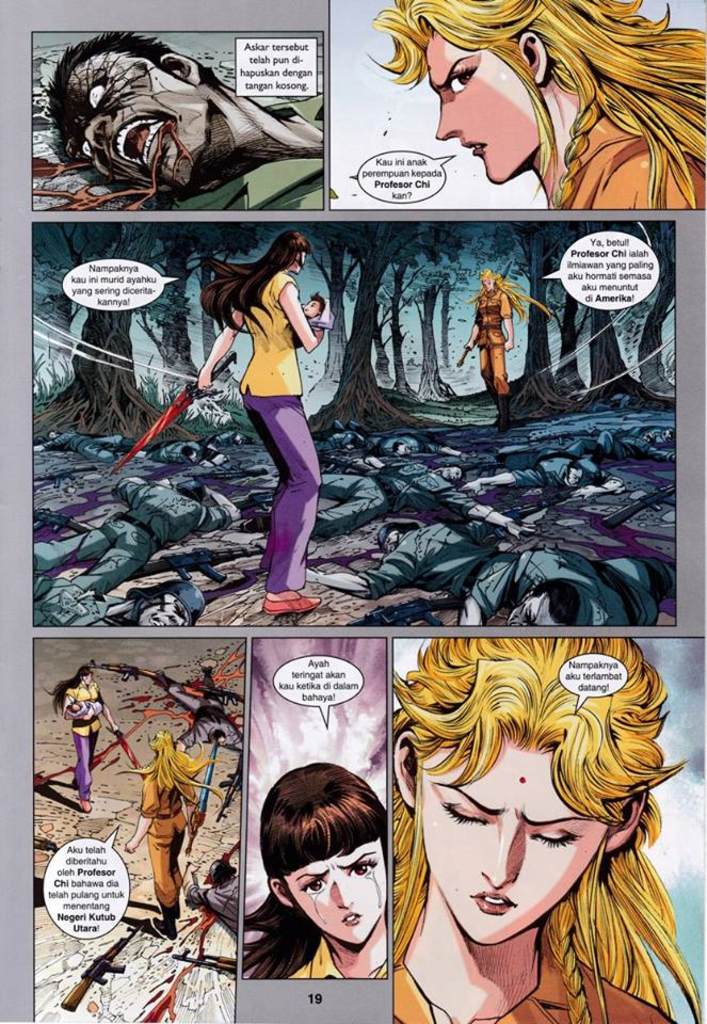 Askar tersebut
telah pun di-
hapuskan dengan
tangan kosong.
Kau ini anak
perempuan kepada
Profesor Chi
kan?
Nampaknya
kau ini murid ayahku
yang sering dicerita-
kannya!
Ya, betul!
Profesor Chi ialah
ilmiawan yang paling
aku hormati semasa
aku menuntut
di Amerika!
Aku telah
diberitahu
oleh Profesor
Chi bahawa dia
telah pulang untuk
menentang
Negeri Kutub
Utara!
Ayah
teringat akan
kau ketika di dalam
bahaya!
Nampaknya
aku terlambat
datang!
19